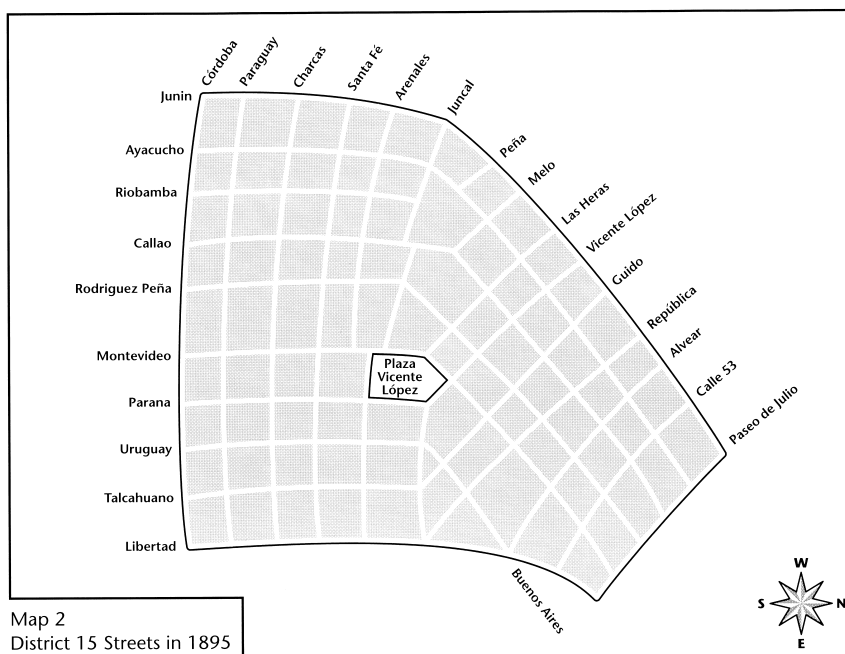 Córdoba
Paraguay
Charcas
Santa Fé
Arenales
Juncal
Peña
Melo
Las Heras
Vicente López
Guido
República
Alvear
Calle 53
Paseo de Julio
Junin
Ayacucho
Riobamba
Callao
Rodriguez Peña
Montevideo
Parana
Uruguay
Talcahuano
Libertad
Plaza
Vicente
López
Buenos Aires
W
S
N
E
Map 2
District 15 Streets in 1895